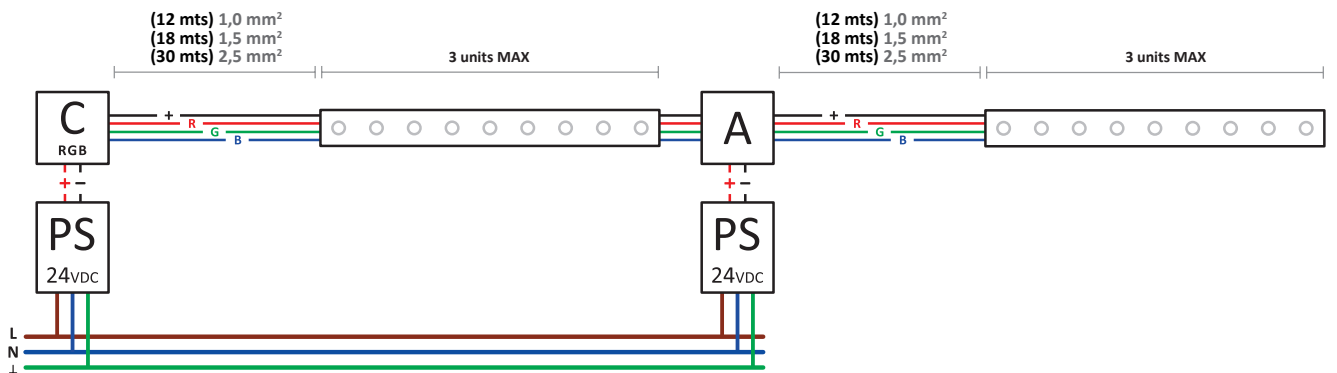 (12 mts) 1,0 mm²
(18 mts) 1,5 mm²
(30 mts) 2,5 mm²
3 units MAX
(12 mts) 1,0 mm²
(18 mts) 1,5 mm²
(30 mts) 2,5 mm²
3 units MAX
C
RGB
+
R
G
B
A
+
R
G
B
+ −
+ −
PS
24VDC
PS
24VDC
L
N
⊥